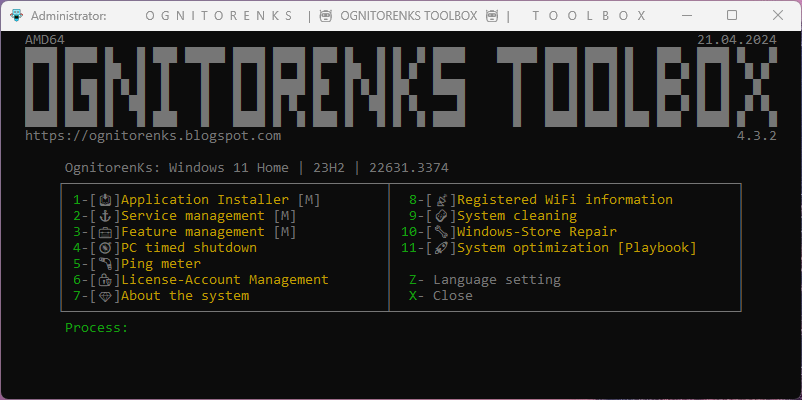 Administrator: O G N I T O R E N K S | OGNITORENKS TOOLBOX | T O O L B O X
AMD64 21.04.2024
OGNITORENKS TOOLBOX
https://ognitorenks.blogspot.com 4.3.2
OgnitorenKs: Windows 11 Home | 23H2 | 22631.3374
1-[]Application Installer [M]
2-[]Service management [M]
3-[]Feature management [M]
4-[]PC timed shutdown
5-[]Ping meter
6-[]License-Account Management
7-[]About the system
8-[]Registered WiFi information
9-[]System cleaning
10-[]Windows-Store Repair
11-[]System optimization [Playbook]
Z- Language setting
X- Close
Process: